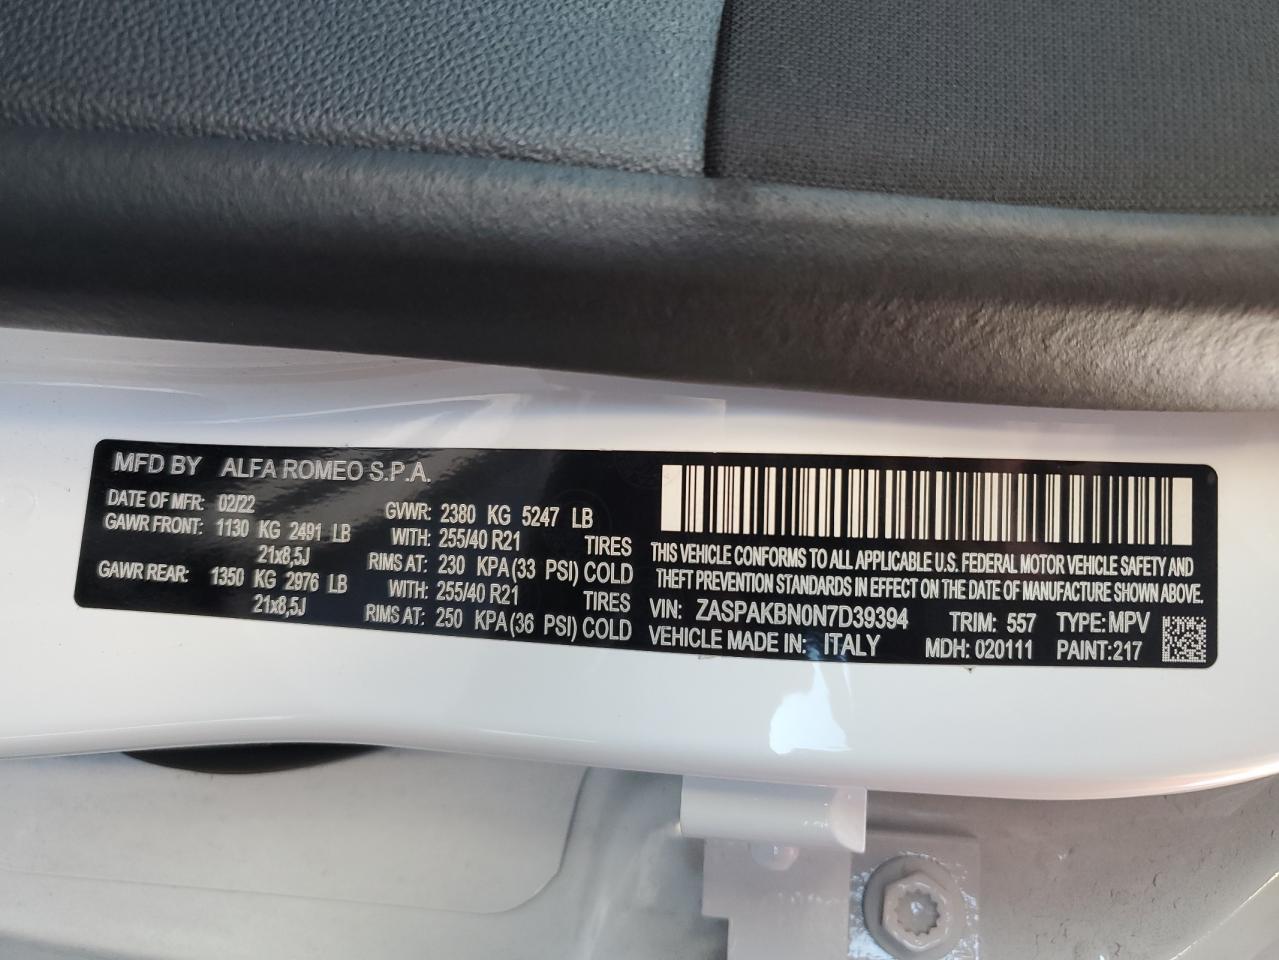 MFD BY ALFA ROMEO S.P.A.
DATE OF MFR: 02/22 GVWR: 2380 KG 5247 LB
GAWR FRONT: 1130 KG 2491 LB WITH: 255/40 R21 TIRES
21x8,5J RIMS AT: 230 KPA(33 PSI) COLD
GAWR REAR: 1350 KG 2976 LB WITH: 255/40 R21 TIRES
21x8,5J RIMS AT: 250 KPA(36 PSI) COLD
THIS VEHICLE CONFORMS TO ALL APPLICABLE U.S. FEDERAL MOTOR VEHICLE SAFETY AND
THEFT PREVENTION STANDARDS IN EFFECT ON THE DATE OF MANUFACTURE SHOWN ABOVE.
VIN: ZASPAKBN0N7D39394 TRIM: 557 TYPE: MPV
VEHICLE MADE IN: ITALY MDH: 020111 PAINT:217